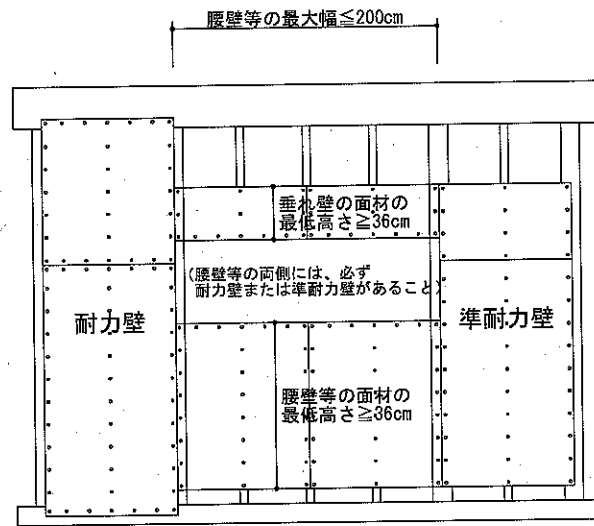 腰壁等の最大幅≦200cm
垂れ壁の面材の
最低高さ≧36cm
(腰壁等の両側には、必ず
耐力壁または準耐力壁があること)
耐力壁
準耐力壁
腰壁等の面材の
最低高さ≧36cm